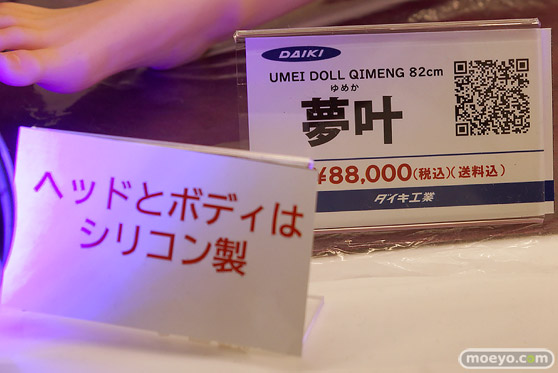 DAIKI
UMEI DOLL QIMENG 82cm
ゆめか
夢叶
¥88,000(税込)(送料込)
ダイキ工業
ヘッドとボディは
シリコン製
moeyo.com